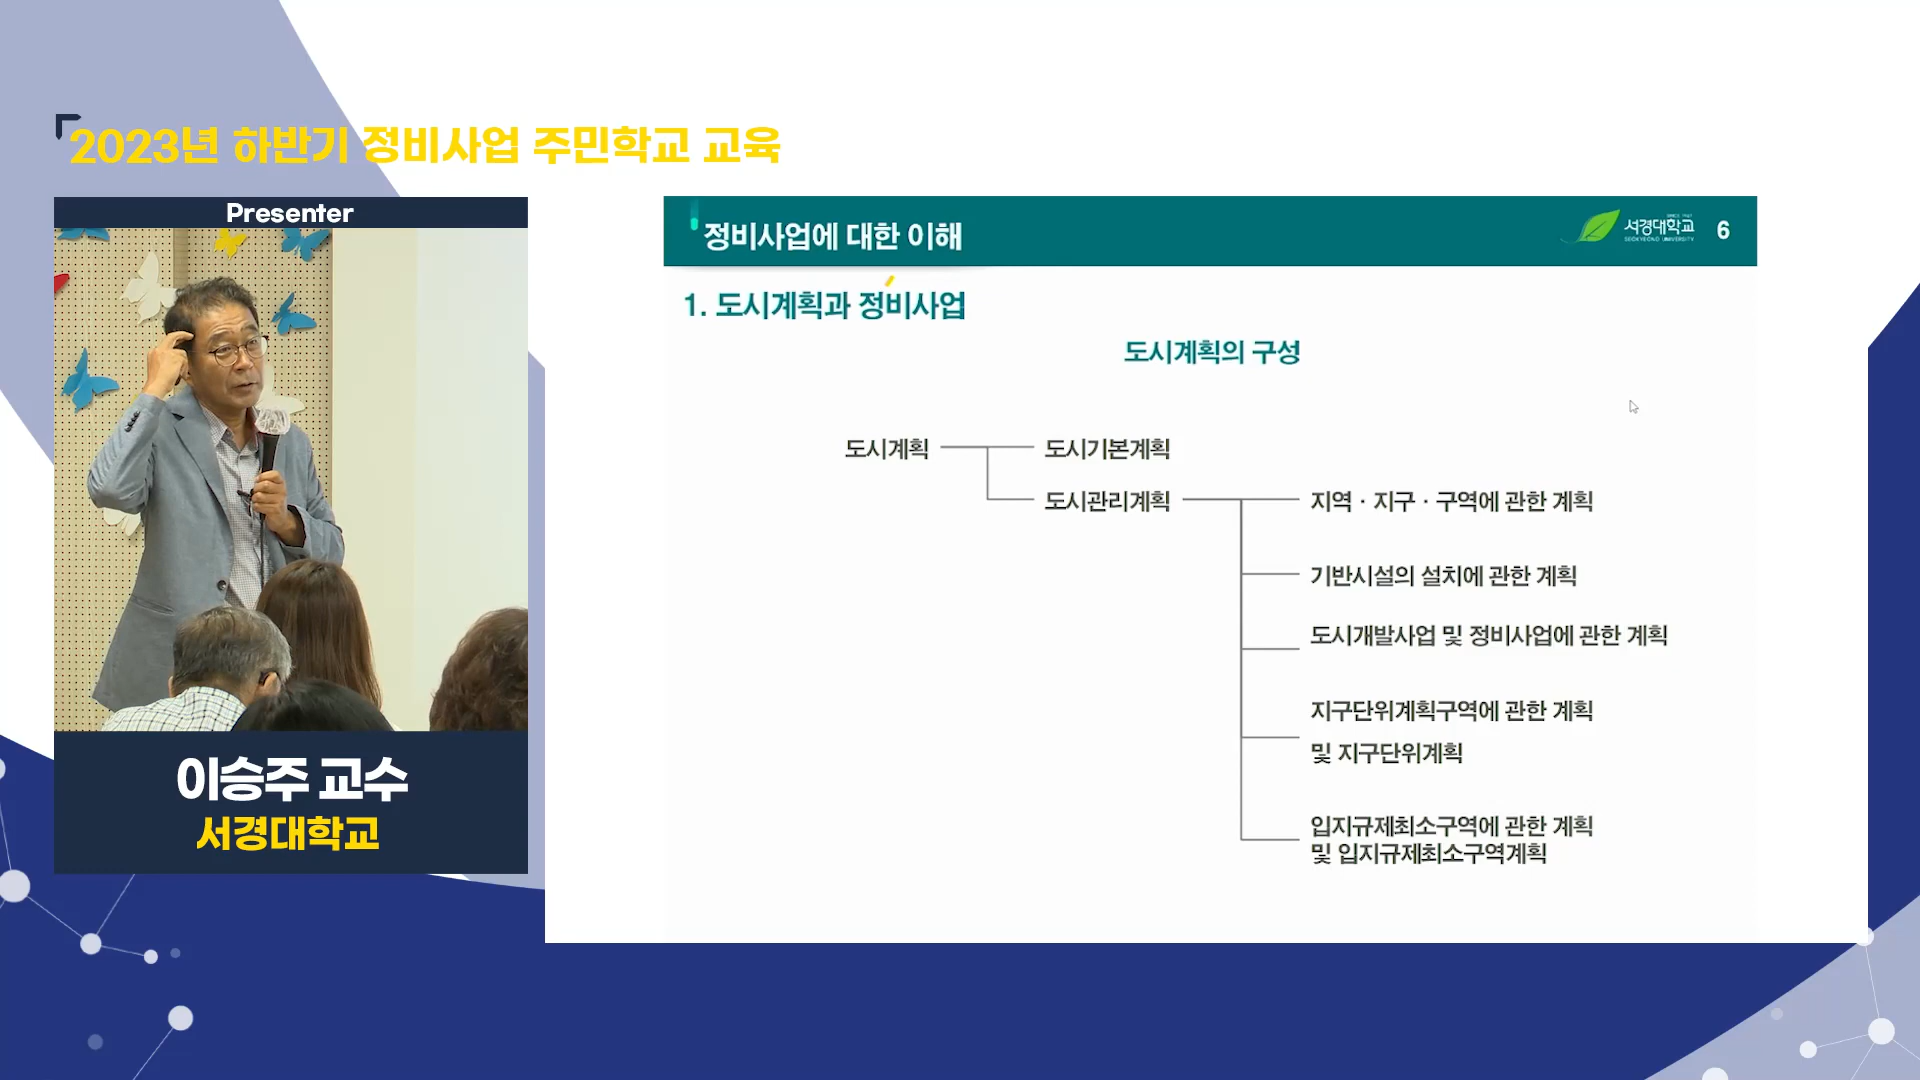 2023년 하반기 정비사업 주민학교 교육
Presenter
이승주 교수
서경대학교
정비사업에 대한 이해
SINCE 1947
서경대학교
SEOKYEONG UNIVERSITY
6
1. 도시계획과 정비사업
도시계획의 구성
도시계획
도시기본계획
도시관리계획
지역 · 지구 · 구역에 관한 계획
기반시설의 설치에 관한 계획
도시개발사업 및 정비사업에 관한 계획
지구단위계획구역에 관한 계획
및 지구단위계획
입지규제최소구역에 관한 계획
및 입지규제최소구역계획